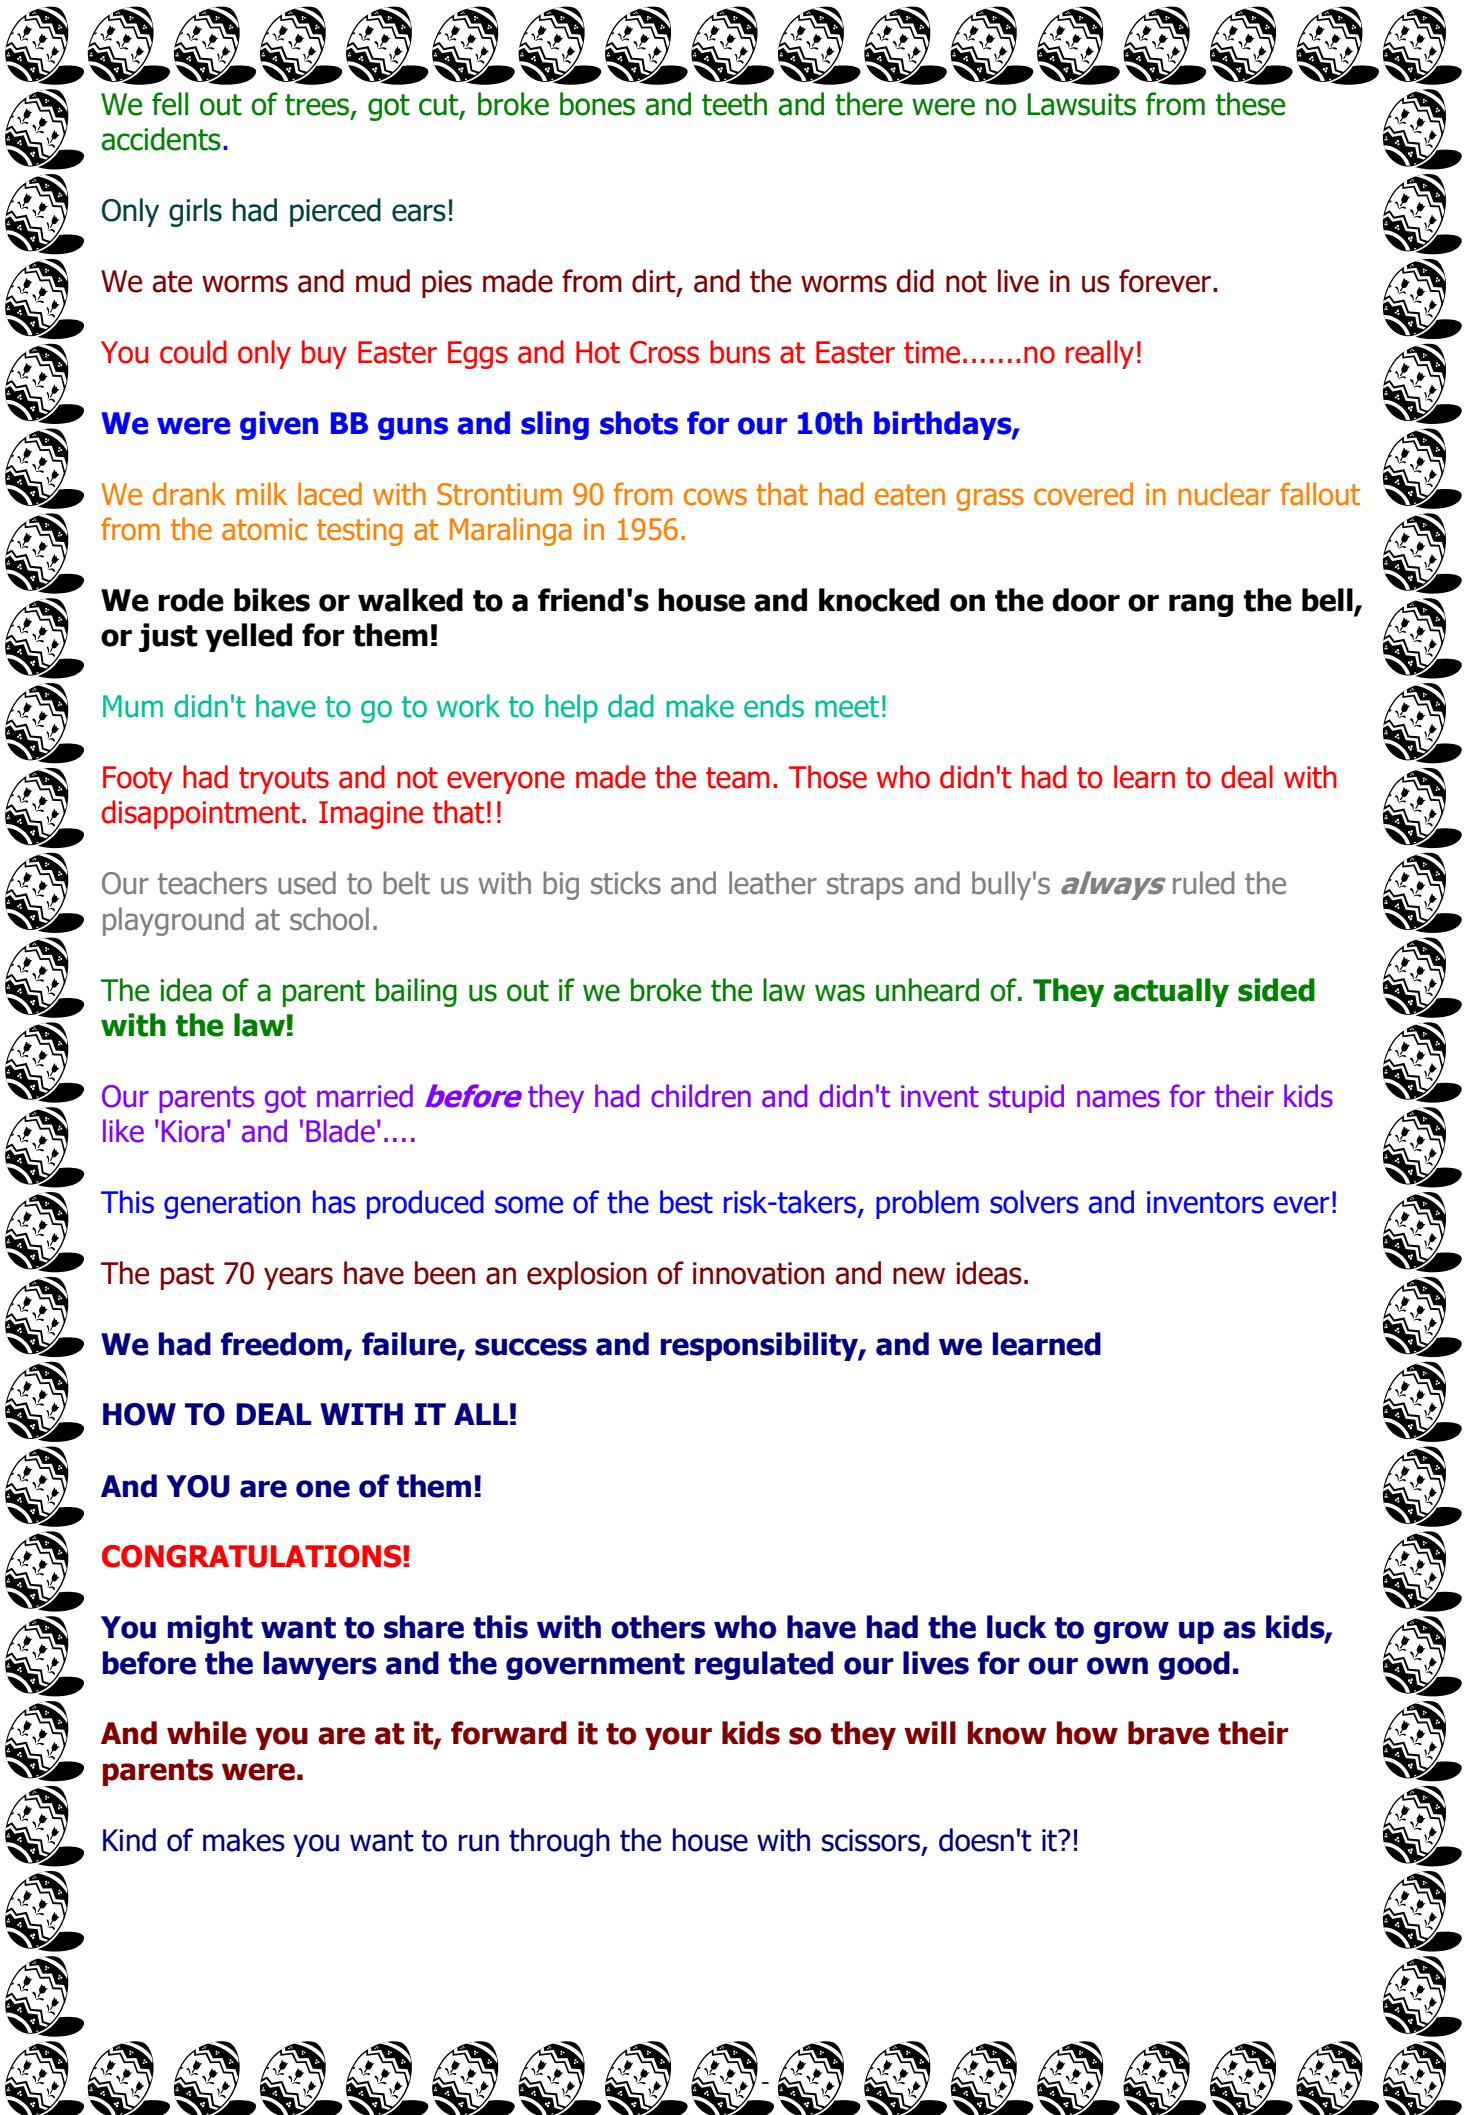 We fell out of trees, got cut, broke bones and teeth and there were no Lawsuits from these
accidents.
Only girls had pierced ears!
We ate worms and mud pies made from dirt, and the worms did not live in us forever.
You could only buy Easter Eggs and Hot Cross buns at Easter time.......no really!
We were given BB guns and sling shots for our 10th birthdays,
We drank milk laced with Strontium 90 from cows that had eaten grass covered in nuclear fallout
from the atomic testing at Maralinga in 1956.
We rode bikes or walked to a friend's house and knocked on the door or rang the bell,
or just yelled for them!
Mum didn't have to go to work to help dad make ends meet!
Footy had tryouts and not everyone made the team. Those who didn't had to learn to deal with
disappointment. Imagine that!!
Our teachers used to belt us with big sticks and leather straps and bully's always ruled the
playground at school.
The idea of a parent bailing us out if we broke the law was unheard of. They actually sided
with the law!
Our parents got married before they had children and didn't invent stupid names for their kids
like 'Kiora' and 'Blade'....
This generation has produced some of the best risk-takers, problem solvers and inventors ever!
The past 70 years have been an explosion of innovation and new ideas.
We had freedom, failure, success and responsibility, and we learned
HOW TO DEAL WITH IT ALL!
And YOU are one of them!
CONGRATULATIONS!
You might want to share this with others who have had the luck to grow up as kids,
before the lawyers and the government regulated our lives for our own good.
And while you are at it, forward it to your kids so they will know how brave their
parents were.
Kind of makes you want to run through the house with scissors, doesn't it?!
-